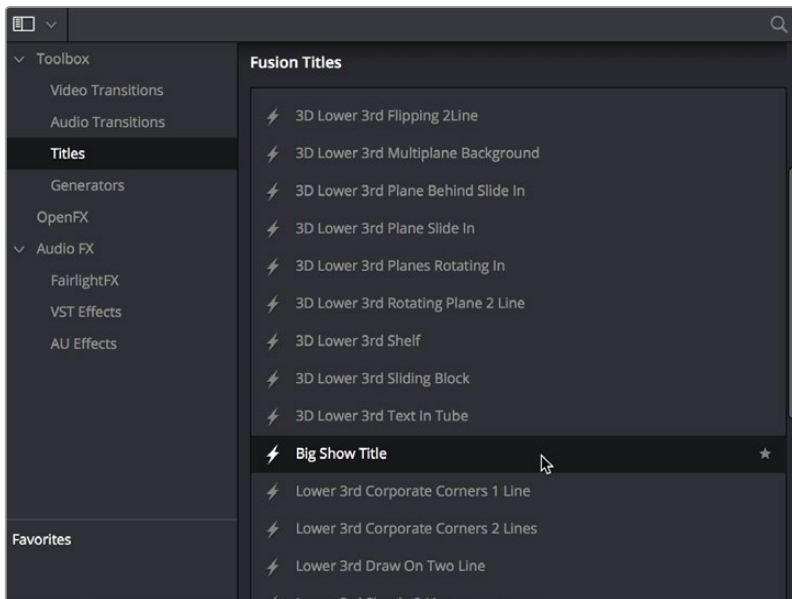 Toolbox
Video Transitions
Audio Transitions
Titles
Generators
OpenFX
Audio FX
FairlightFX
VST Effects
AU Effects
Favorites
Fusion Titles
3D Lower 3rd Flipping 2Line
3D Lower 3rd Multiplane Background
3D Lower 3rd Plane Behind Slide In
3D Lower 3rd Plane Slide In
3D Lower 3rd Planes Rotating In
3D Lower 3rd Rotating Plane 2 Line
3D Lower 3rd Shelf
3D Lower 3rd Sliding Block
3D Lower 3rd Text In Tube
Big Show Title
Lower 3rd Corporate Corners 1 Line
Lower 3rd Corporate Corners 2 Lines
Lower 3rd Draw On Two Line